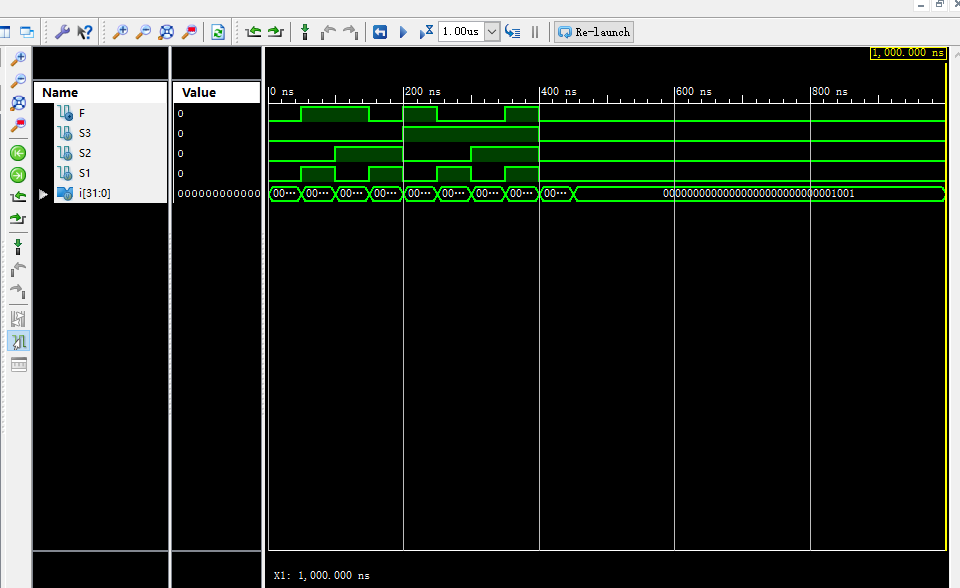 1.00us
Re-launch
1,000.000 ns
Name Value
0 ns 200 ns 400 ns 600 ns 800 ns
F 0
S3 0
S2 0
S1 0
i[31:0] 0000000000000 00··· 00··· 00··· 00··· 00··· 00··· 00··· 00··· 00··· 00000000000000000000000000001001
X1: 1,000.000 ns